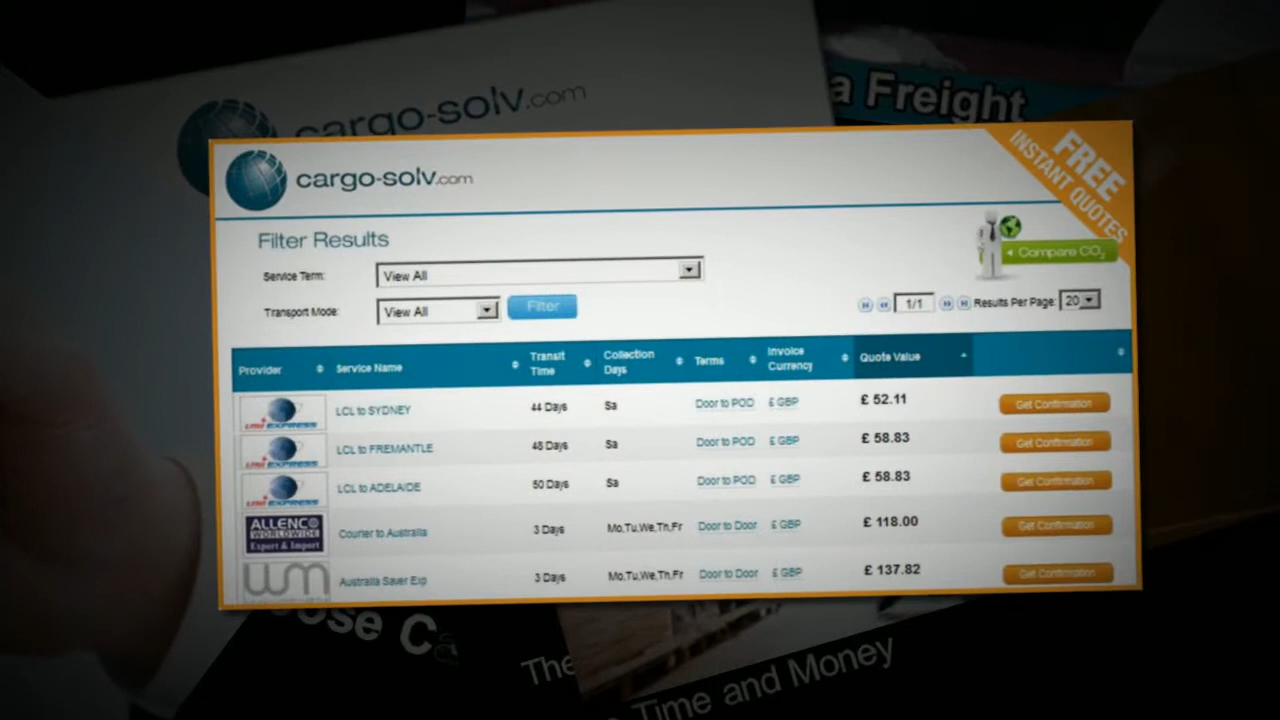 a Freight
cargo-solv.com
cargo-solv.com
FREE
INSTANT QUOTES
Filter Results
Compare CO2
Service Term: View All
Transport Mode: View All Filter
1/1 Results Per Page: 20
Provider Service Name Transit Time Collection Days Terms Invoice Currency Quote Value
LCL to SYDNEY 44 Days Sa Door to POD £ GBP £ 52.11 Get Confirmation
LCL to FREMANTLE 48 Days Sa Door to POD £ GBP £ 58.83 Get Confirmation
LCL to ADELAIDE 50 Days Sa Door to POD £ GBP £ 58.83 Get Confirmation
ALLENCO
WORLDWIDE
Export & Import
Courier to Australia 3 Days Mo,Tu,We,Th,Fr Door to Door £ GBP £ 118.00 Get Confirmation
Australia Saver Exp 3 Days Mo,Tu,We,Th,Fr Door to Door £ GBP £ 137.82 Get Confirmation
Time and Money